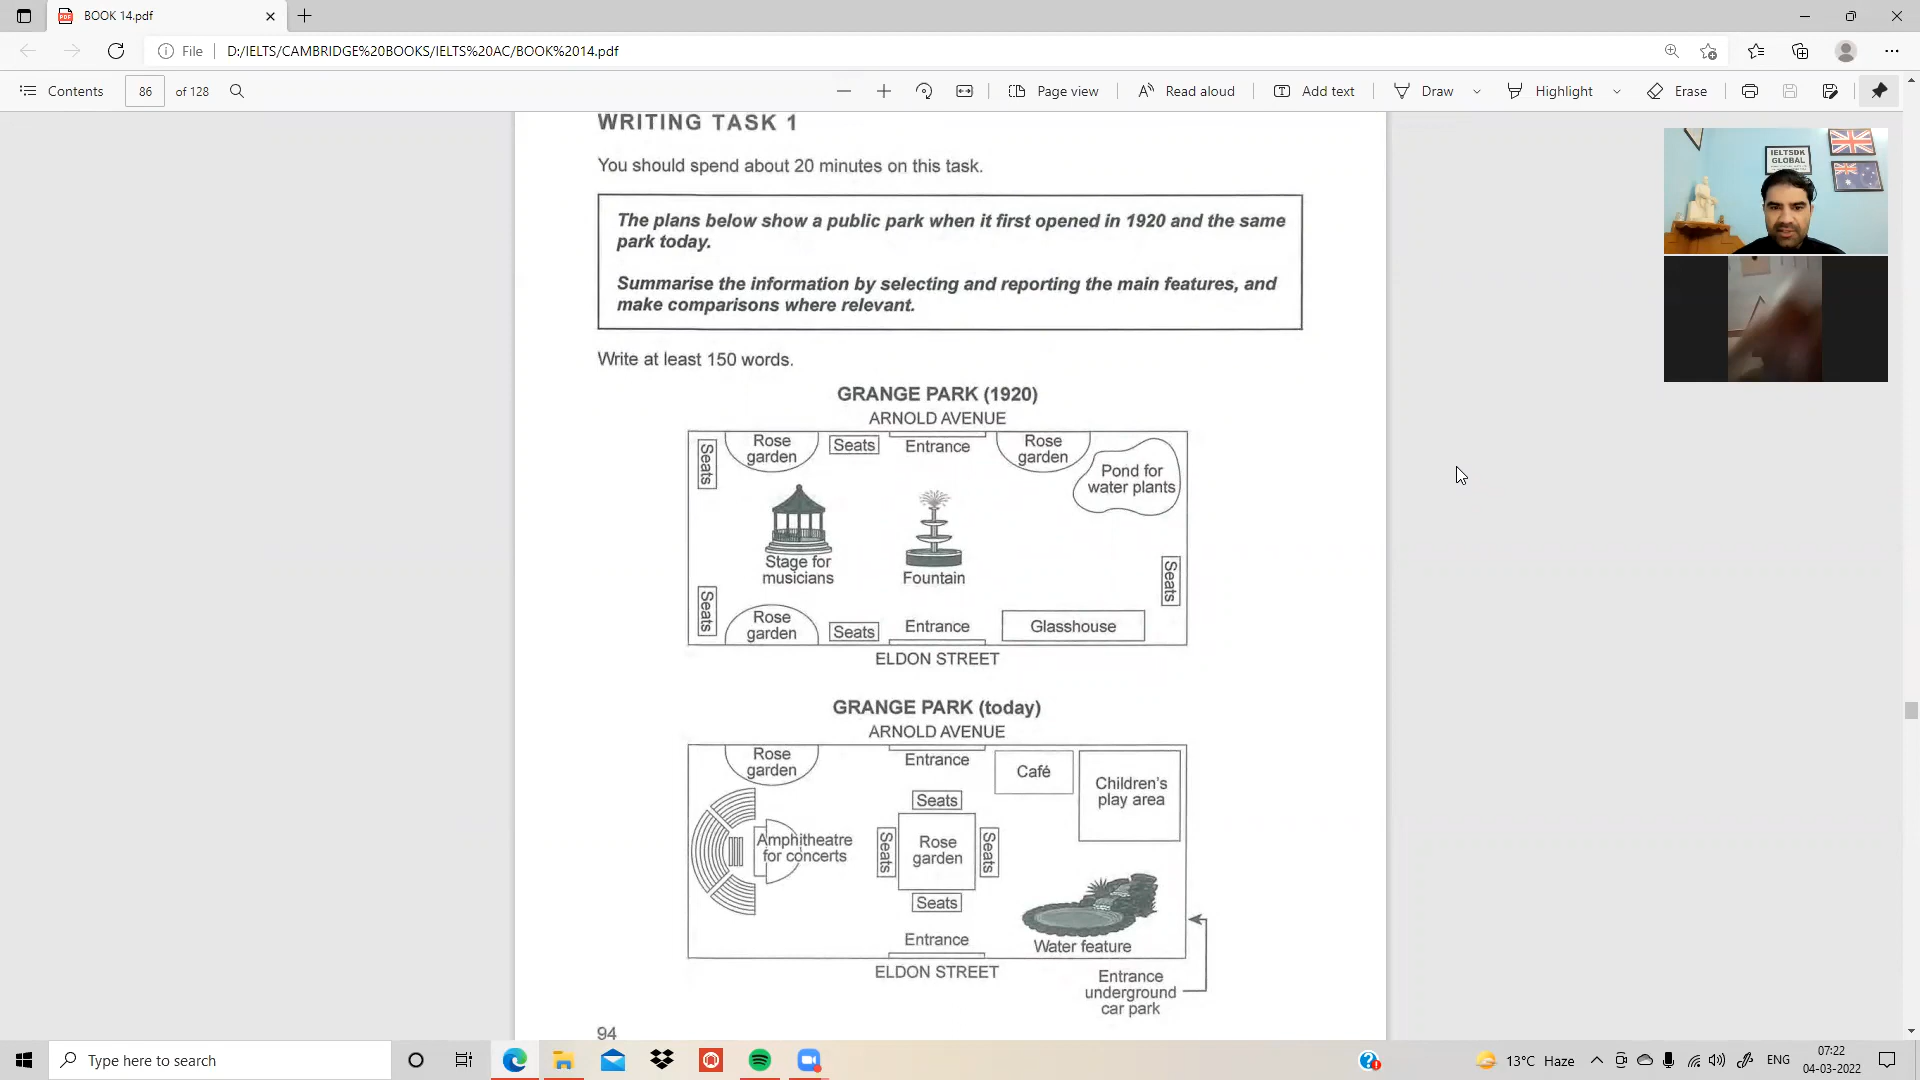 BOOK 14.pdf
File
D:/IELTS/CAMBRIDGE%20BOOKS/IELTS%20AC/BOOK%2014.pdf
Contents
86
of 128
Page view
Read aloud
Add text
Draw
Highlight
Erase
WRITING TASK 1
You should spend about 20 minutes on this task.
The plans below show a public park when it first opened in 1920 and the same
park today.
Summarise the information by selecting and reporting the main features, and
make comparisons where relevant.
Write at least 150 words.
GRANGE PARK (1920)
ARNOLD AVENUE
Seats
Rose
garden
Seats
Entrance
Rose
garden
Pond for
water plants
Stage for
musicians
Fountain
Seats
Seats
Rose
garden
Seats
Entrance
Glasshouse
ELDON STREET
GRANGE PARK (today)
ARNOLD AVENUE
Rose
garden
Entrance
Café
Children's
play area
Seats
Amphitheatre
for concerts
Seats
Rose
garden
Seats
Seats
Entrance
Water feature
ELDON STREET
Entrance
underground
car park
94
IELTSDK
GLOBAL
Type here to search
13°C Haze
ENG
07:22
04-03-2022